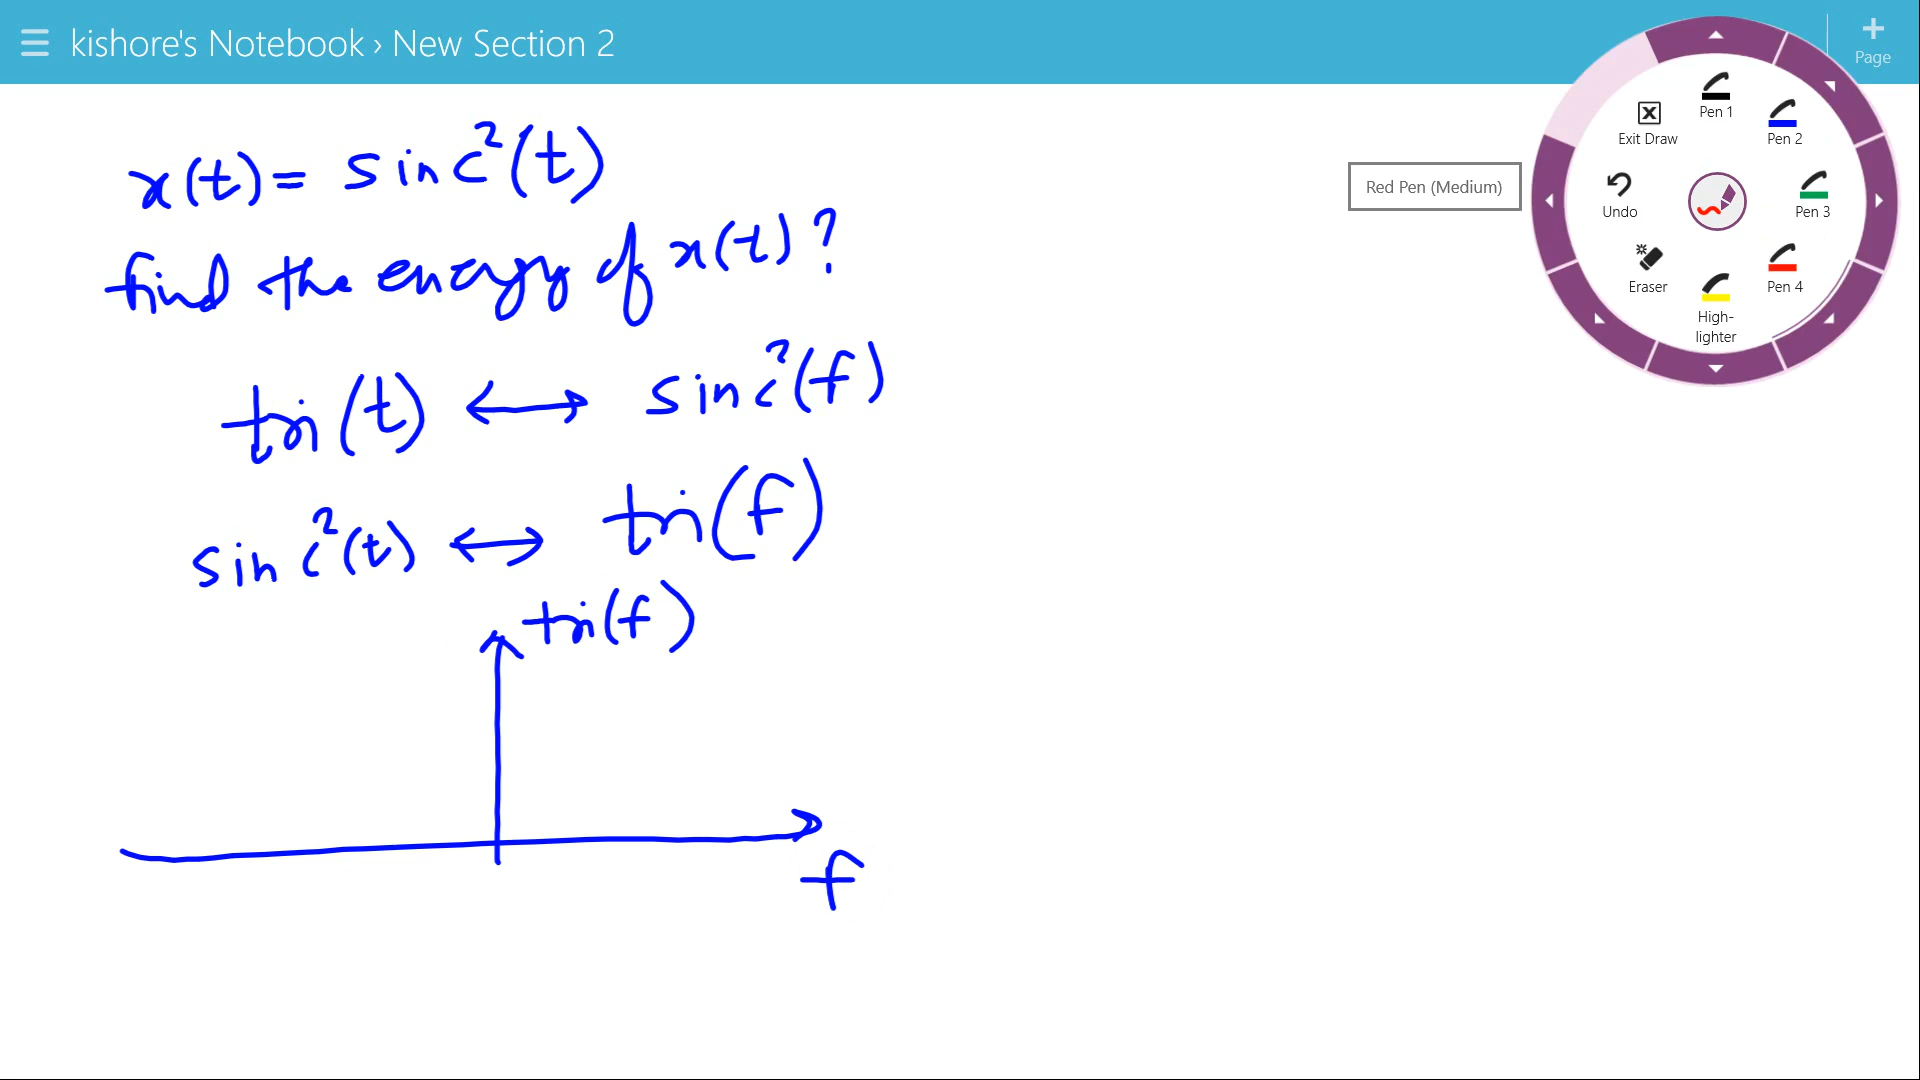 kishore's Notebook › New Section 2
Page
Pen 1
Exit Draw
Pen 2
Red Pen (Medium)
Undo
Pen 3
Eraser
Pen 4
High-
lighter
x(t) = sinc²(t)
find the energy of x(t)?
tri(t) ↔ sinc²(f)
sinc²(t) ↔ tri(f)
tri(f)
f